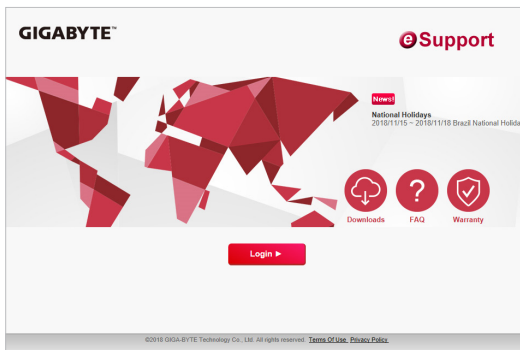 GIGABYTE™
eSupport
News!
National Holidays
2018/11/15 ~ 2018/11/18 Brazil National Holida
Downloads FAQ Warranty
Login ►
©2018 GIGA-BYTE Technology Co., Ltd. All rights reserved. Terms Of Use Privacy Policy